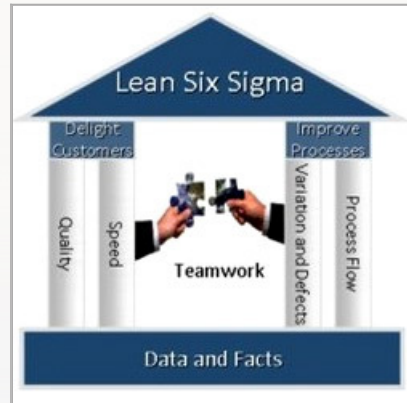 Lean Six Sigma
Delight
Customers
Improve
Processes
Quality
Speed
Teamwork
Variation and Defects
Process Flow
Data and Facts